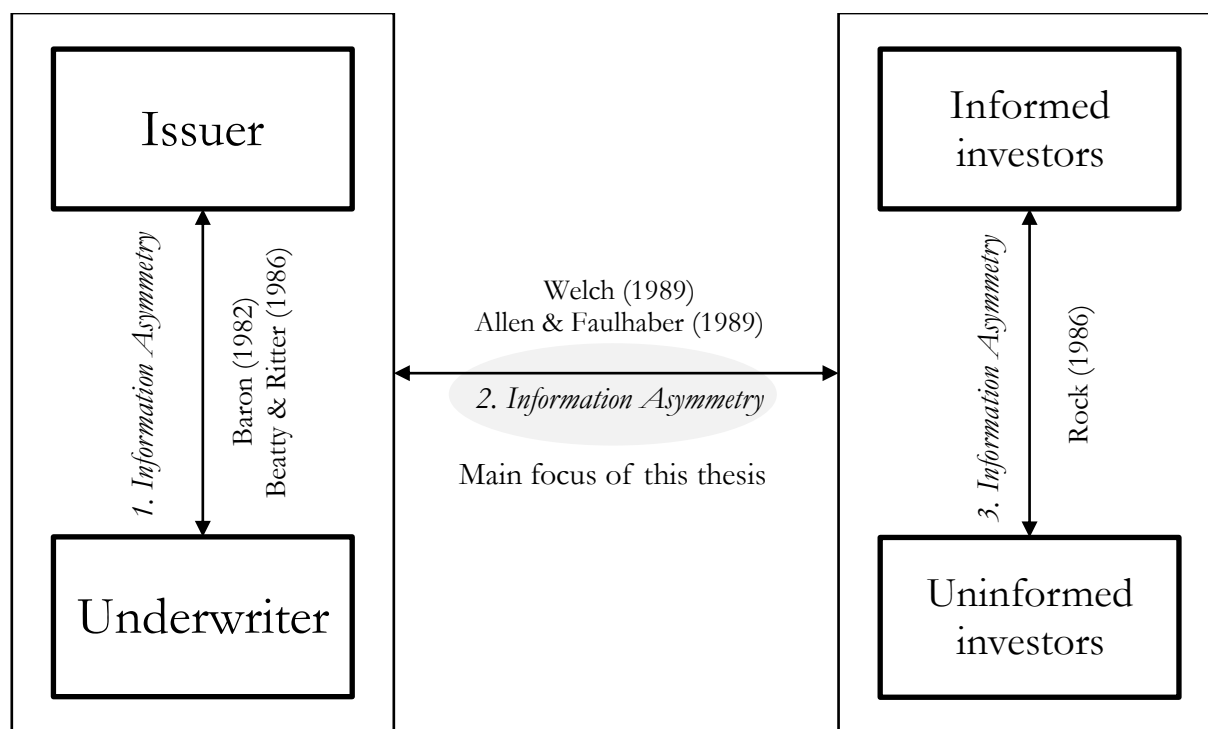 Issuer
1. Information Asymmetry
Baron (1982)
Beatty & Ritter (1986)
Underwriter
Welch (1989)
Allen & Faulhaber (1989)
2. Information Asymmetry
Main focus of this thesis
Informed
investors
3. Information Asymmetry
Rock (1986)
Uninformed
investors